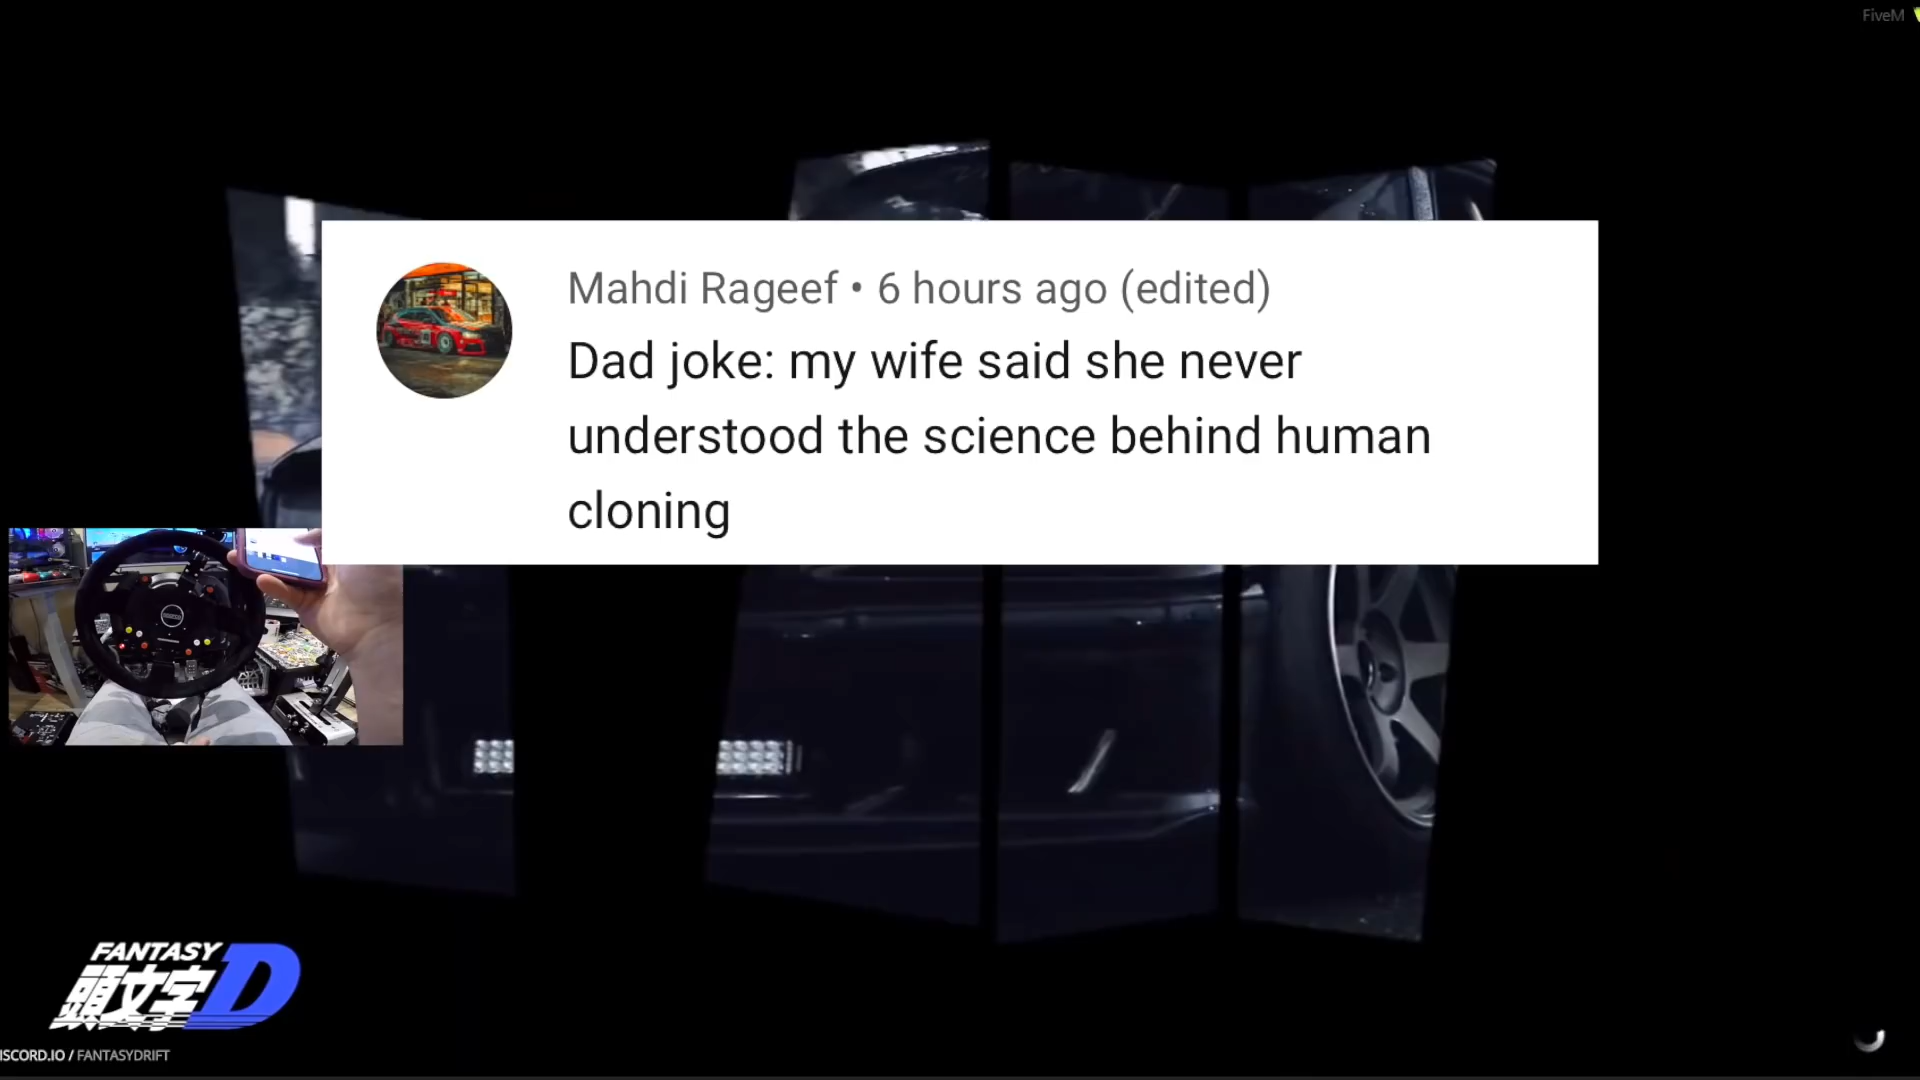 FiveM
Mahdi Rageef • 6 hours ago (edited)
Dad joke: my wife said she never
understood the science behind human
cloning
FANTASY
頭文字D
ISCORD.IO / FANTASYDRIFT